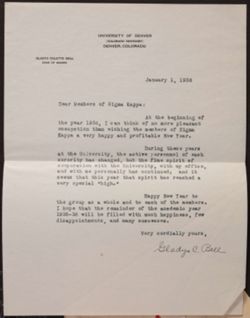 UNIVERSITY OF DENVER
(COLORADO SEMINARY)
DENVER, COLORADO
GLADYS COLETTE BELL
DEAN OF WOMEN
January 1, 1936
Dear Members of Sigma Kappa:
At the beginning of
the year 1936, I can think of no more pleasant
occupation than wishing the members of Sigma
Kappa a very happy and profitable New Year.
During these years
at the University, the active personnel of each
sorority has changed, but the fine spirit of
cooperation with the University, with my office,
and with me personally has continued, and it
seems that this year that spirit has reached a
very special "high."
Happy New Year to
the group as a whole and to each of the members.
I hope that the remainder of the academic year
1935-36 will be filled with much happiness, few
disappointments, and many successes.
Very cordially yours,
Gladys C. Bell